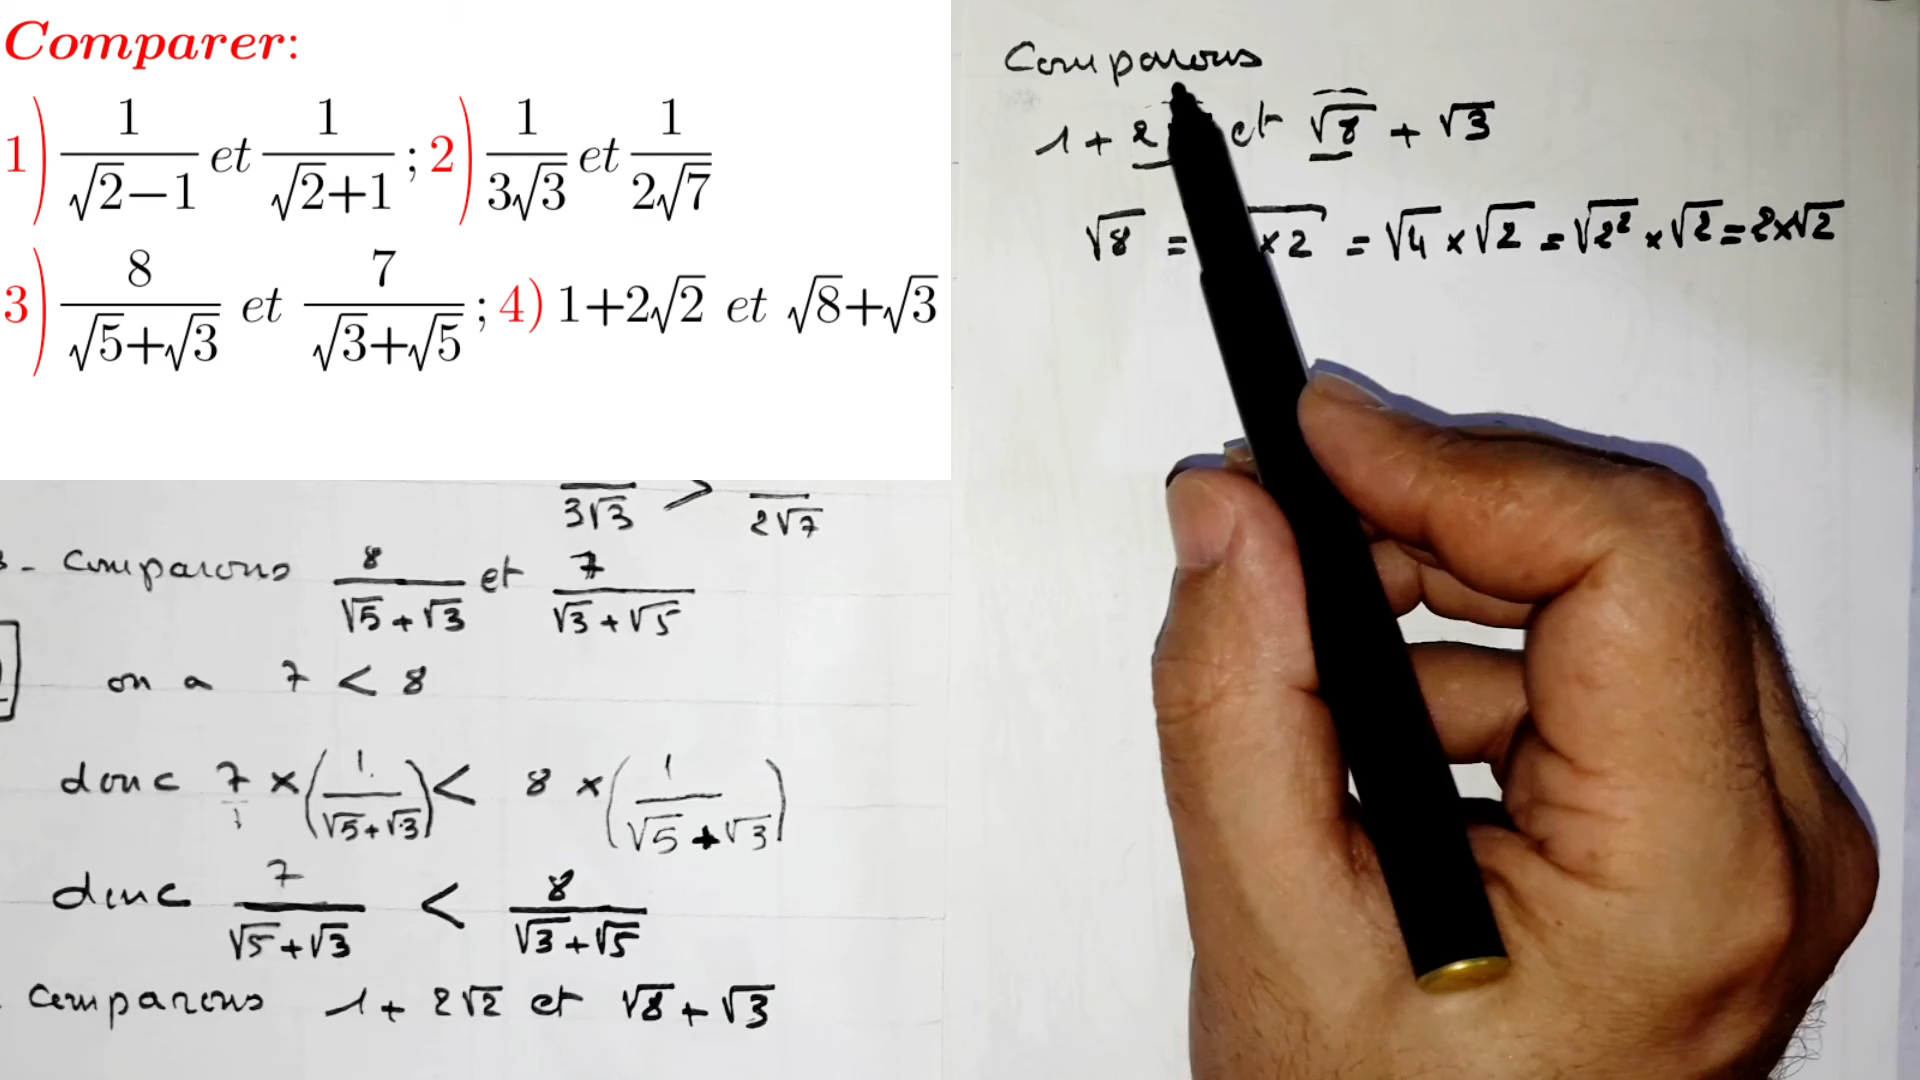 Comparer:
1) 1/(√2−1) et 1/(√2+1) ; 2) 1/(3√3) et 1/(2√7)
3) 8/(√5+√3) et 7/(√3+√5) ; 4) 1+2√2 et √8+√3
3√3 > 2√7
- Comparons 8/(√5+√3) et 7/(√3+√5)
on a 7 < 8
donc 7 × (1/(√5+√3)) < 8 × (1/(√5+√3))
donc 7/(√5+√3) < 8/(√3+√5)
Comparons 1+2√2 et √8+√3
Comparons
1 + 2 et √8 + √3
√8 = ×2 = √4 × √2 = √2² × √2 = 2×√2